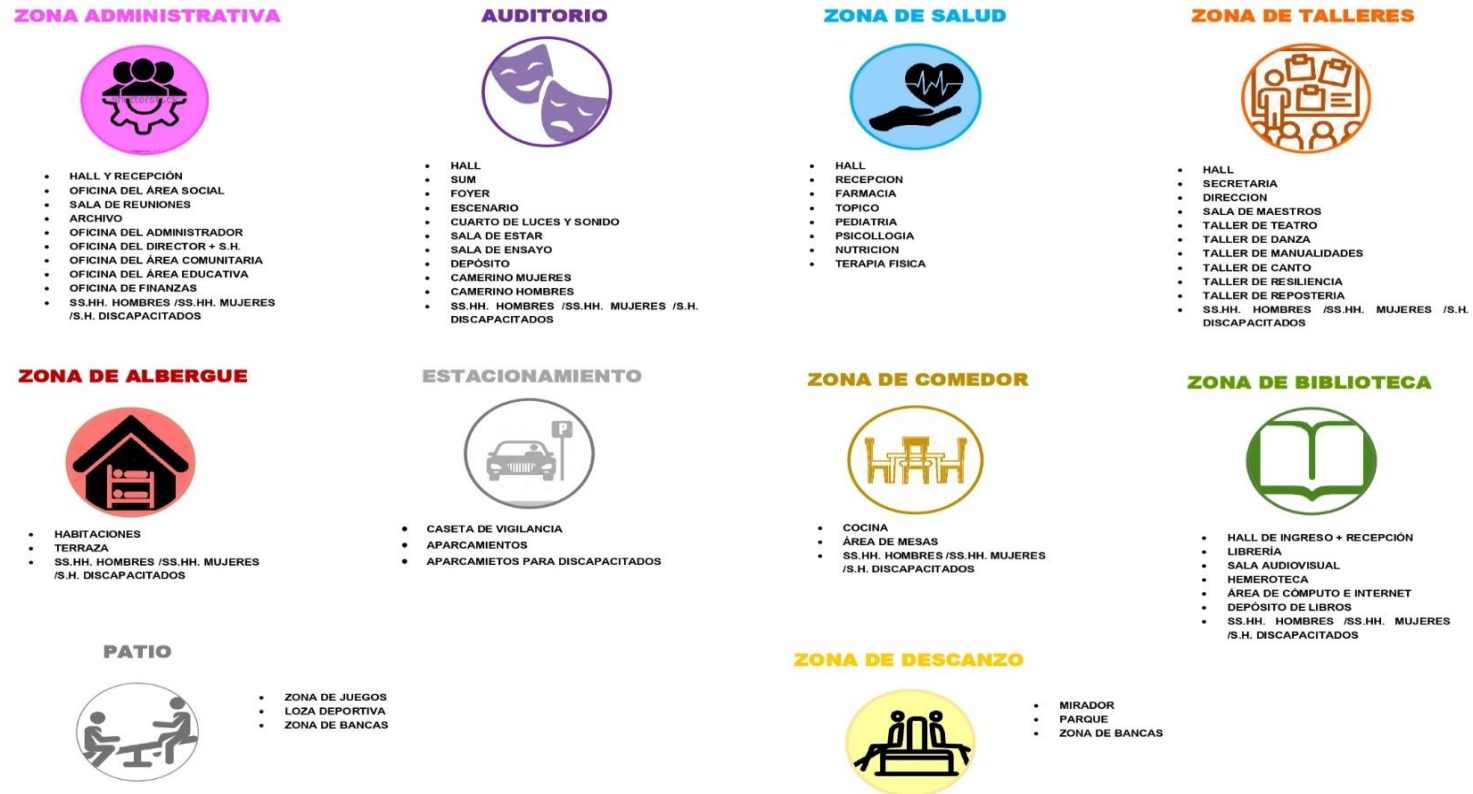 ZONA ADMINISTRATIVA
shutterstock
• HALL Y RECEPCIÓN
• OFICINA DEL ÁREA SOCIAL
• SALA DE REUNIONES
• ARCHIVO
• OFICINA DEL ADMINISTRADOR
• OFICINA DEL DIRECTOR + S.H.
• OFICINA DEL ÁREA COMUNITARIA
• OFICINA DEL ÁREA EDUCATIVA
• OFICINA DE FINANZAS
• SS.HH. HOMBRES /SS.HH. MUJERES
/S.H. DISCAPACITADOS
AUDITORIO
• HALL
• SUM
• FOYER
• ESCENARIO
• CUARTO DE LUCES Y SONIDO
• SALA DE ESTAR
• SALA DE ENSAYO
• DEPÓSITO
• CAMERINO MUJERES
• CAMERINO HOMBRES
• SS.HH. HOMBRES /SS.HH. MUJERES /S.H.
DISCAPACITADOS
ZONA DE SALUD
• HALL
• RECEPCION
• FARMACIA
• TOPICO
• PEDIATRIA
• PSICOLLOGIA
• NUTRICION
• TERAPIA FISICA
ZONA DE TALLERES
• HALL
• SECRETARIA
• DIRECCION
• SALA DE MAESTROS
• TALLER DE TEATRO
• TALLER DE DANZA
• TALLER DE MANUALIDADES
• TALLER DE CANTO
• TALLER DE RESILIENCIA
• TALLER DE REPOSTERIA
• SS.HH. HOMBRES /SS.HH. MUJERES /S.H.
DISCAPACITADOS
ZONA DE ALBERGUE
• HABITACIONES
• TERRAZA
• SS.HH. HOMBRES /SS.HH. MUJERES
/S.H. DISCAPACITADOS
ESTACIONAMIENTO
P
• CASETA DE VIGILANCIA
• APARCAMIENTOS
• APARCAMIETOS PARA DISCAPACITADOS
ZONA DE COMEDOR
• COCINA
• ÁREA DE MESAS
• SS.HH. HOMBRES /SS.HH. MUJERES
/S.H. DISCAPACITADOS
ZONA DE BIBLIOTECA
• HALL DE INGRESO + RECEPCIÓN
• LIBRERÍA
• SALA AUDIOVISUAL
• HEMEROTECA
• ÁREA DE CÓMPUTO E INTERNET
• DEPÓSITO DE LIBROS
• SS.HH. HOMBRES /SS.HH. MUJERES
/S.H. DISCAPACITADOS
PATIO
• ZONA DE JUEGOS
• LOZA DEPORTIVA
• ZONA DE BANCAS
ZONA DE DESCANZO
• MIRADOR
• PARQUE
• ZONA DE BANCAS